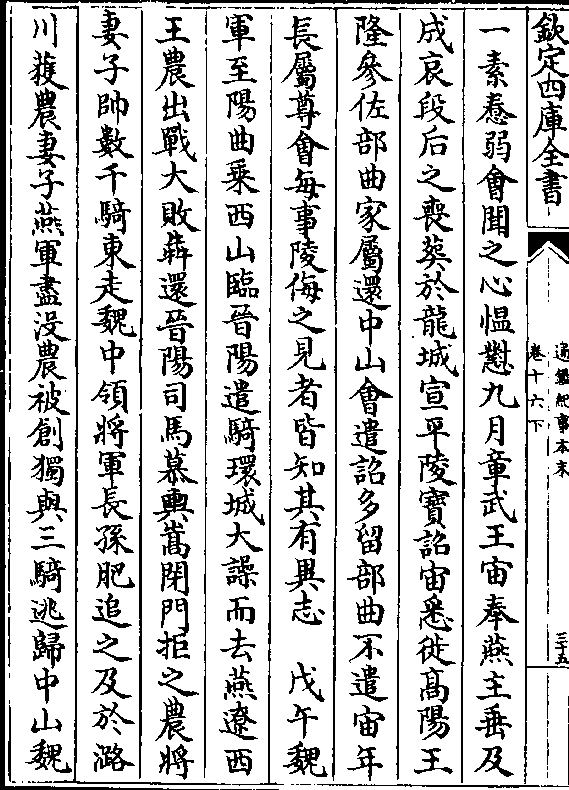 欽定四庫全書
通鑑紀事本末
卷十六下
三十五
一素惷弱會聞之心慍懟九月章武王宙奉燕主垂及
成哀段后之喪葬於龍城宣平陵寶詔宙悉徙髙陽王
隆參佐部曲家屬還中山會遣詔多留部曲不遣宙年
長屬尊會每事陵侮之見者皆知其有異志　戊午魏
軍至陽曲乗西山臨晉陽遣騎環城大譟而去燕遼西
王農出戰大敗犇還晉陽司馬慕輿嵩閉門拒之農將
妻子帥數千騎東走魏中領將軍長孫肥追之及於潞
川獲農妻子燕軍盡没農被創獨與三騎逃歸中山魏